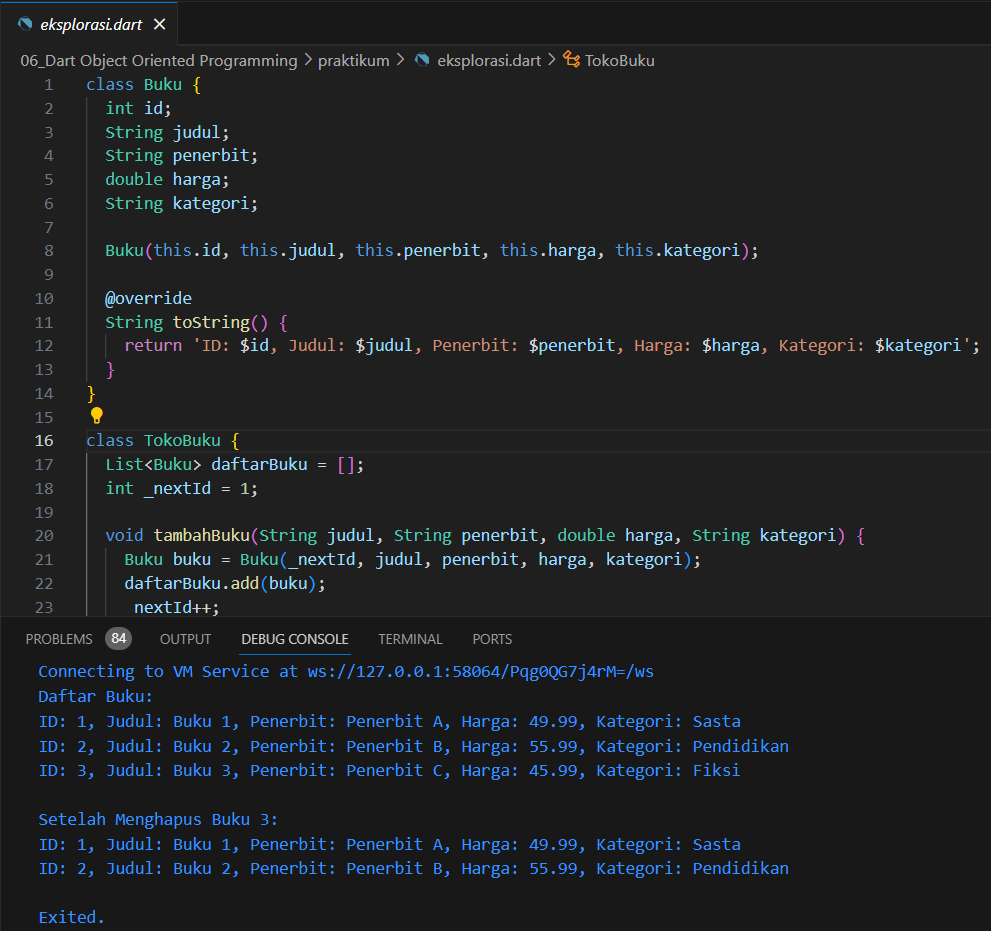 eksplorasi.dart
06_Dart Object Oriented Programming > praktikum > eksplorasi.dart > TokoBuku
1 class Buku {
2 int id;
3 String judul;
4 String penerbit;
5 double harga;
6 String kategori;
7
8 Buku(this.id, this.judul, this.penerbit, this.harga, this.kategori);
9
10 @override
11 String toString() {
12 return 'ID: $id, Judul: $judul, Penerbit: $penerbit, Harga: $harga, Kategori: $kategori';
13 }
14 }
15
16 class TokoBuku {
17 List<Buku> daftarBuku = [];
18 int _nextId = 1;
19
20 void tambahBuku(String judul, String penerbit, double harga, String kategori) {
21 Buku buku = Buku(_nextId, judul, penerbit, harga, kategori);
22 daftarBuku.add(buku);
23 nextId++;
PROBLEMS 84 OUTPUT DEBUG CONSOLE TERMINAL PORTS
Connecting to VM Service at ws://127.0.0.1:58064/Pqg0QG7j4rM=/ws
Daftar Buku:
ID: 1, Judul: Buku 1, Penerbit: Penerbit A, Harga: 49.99, Kategori: Sasta
ID: 2, Judul: Buku 2, Penerbit: Penerbit B, Harga: 55.99, Kategori: Pendidikan
ID: 3, Judul: Buku 3, Penerbit: Penerbit C, Harga: 45.99, Kategori: Fiksi
Setelah Menghapus Buku 3:
ID: 1, Judul: Buku 1, Penerbit: Penerbit A, Harga: 49.99, Kategori: Sasta
ID: 2, Judul: Buku 2, Penerbit: Penerbit B, Harga: 55.99, Kategori: Pendidikan
Exited.